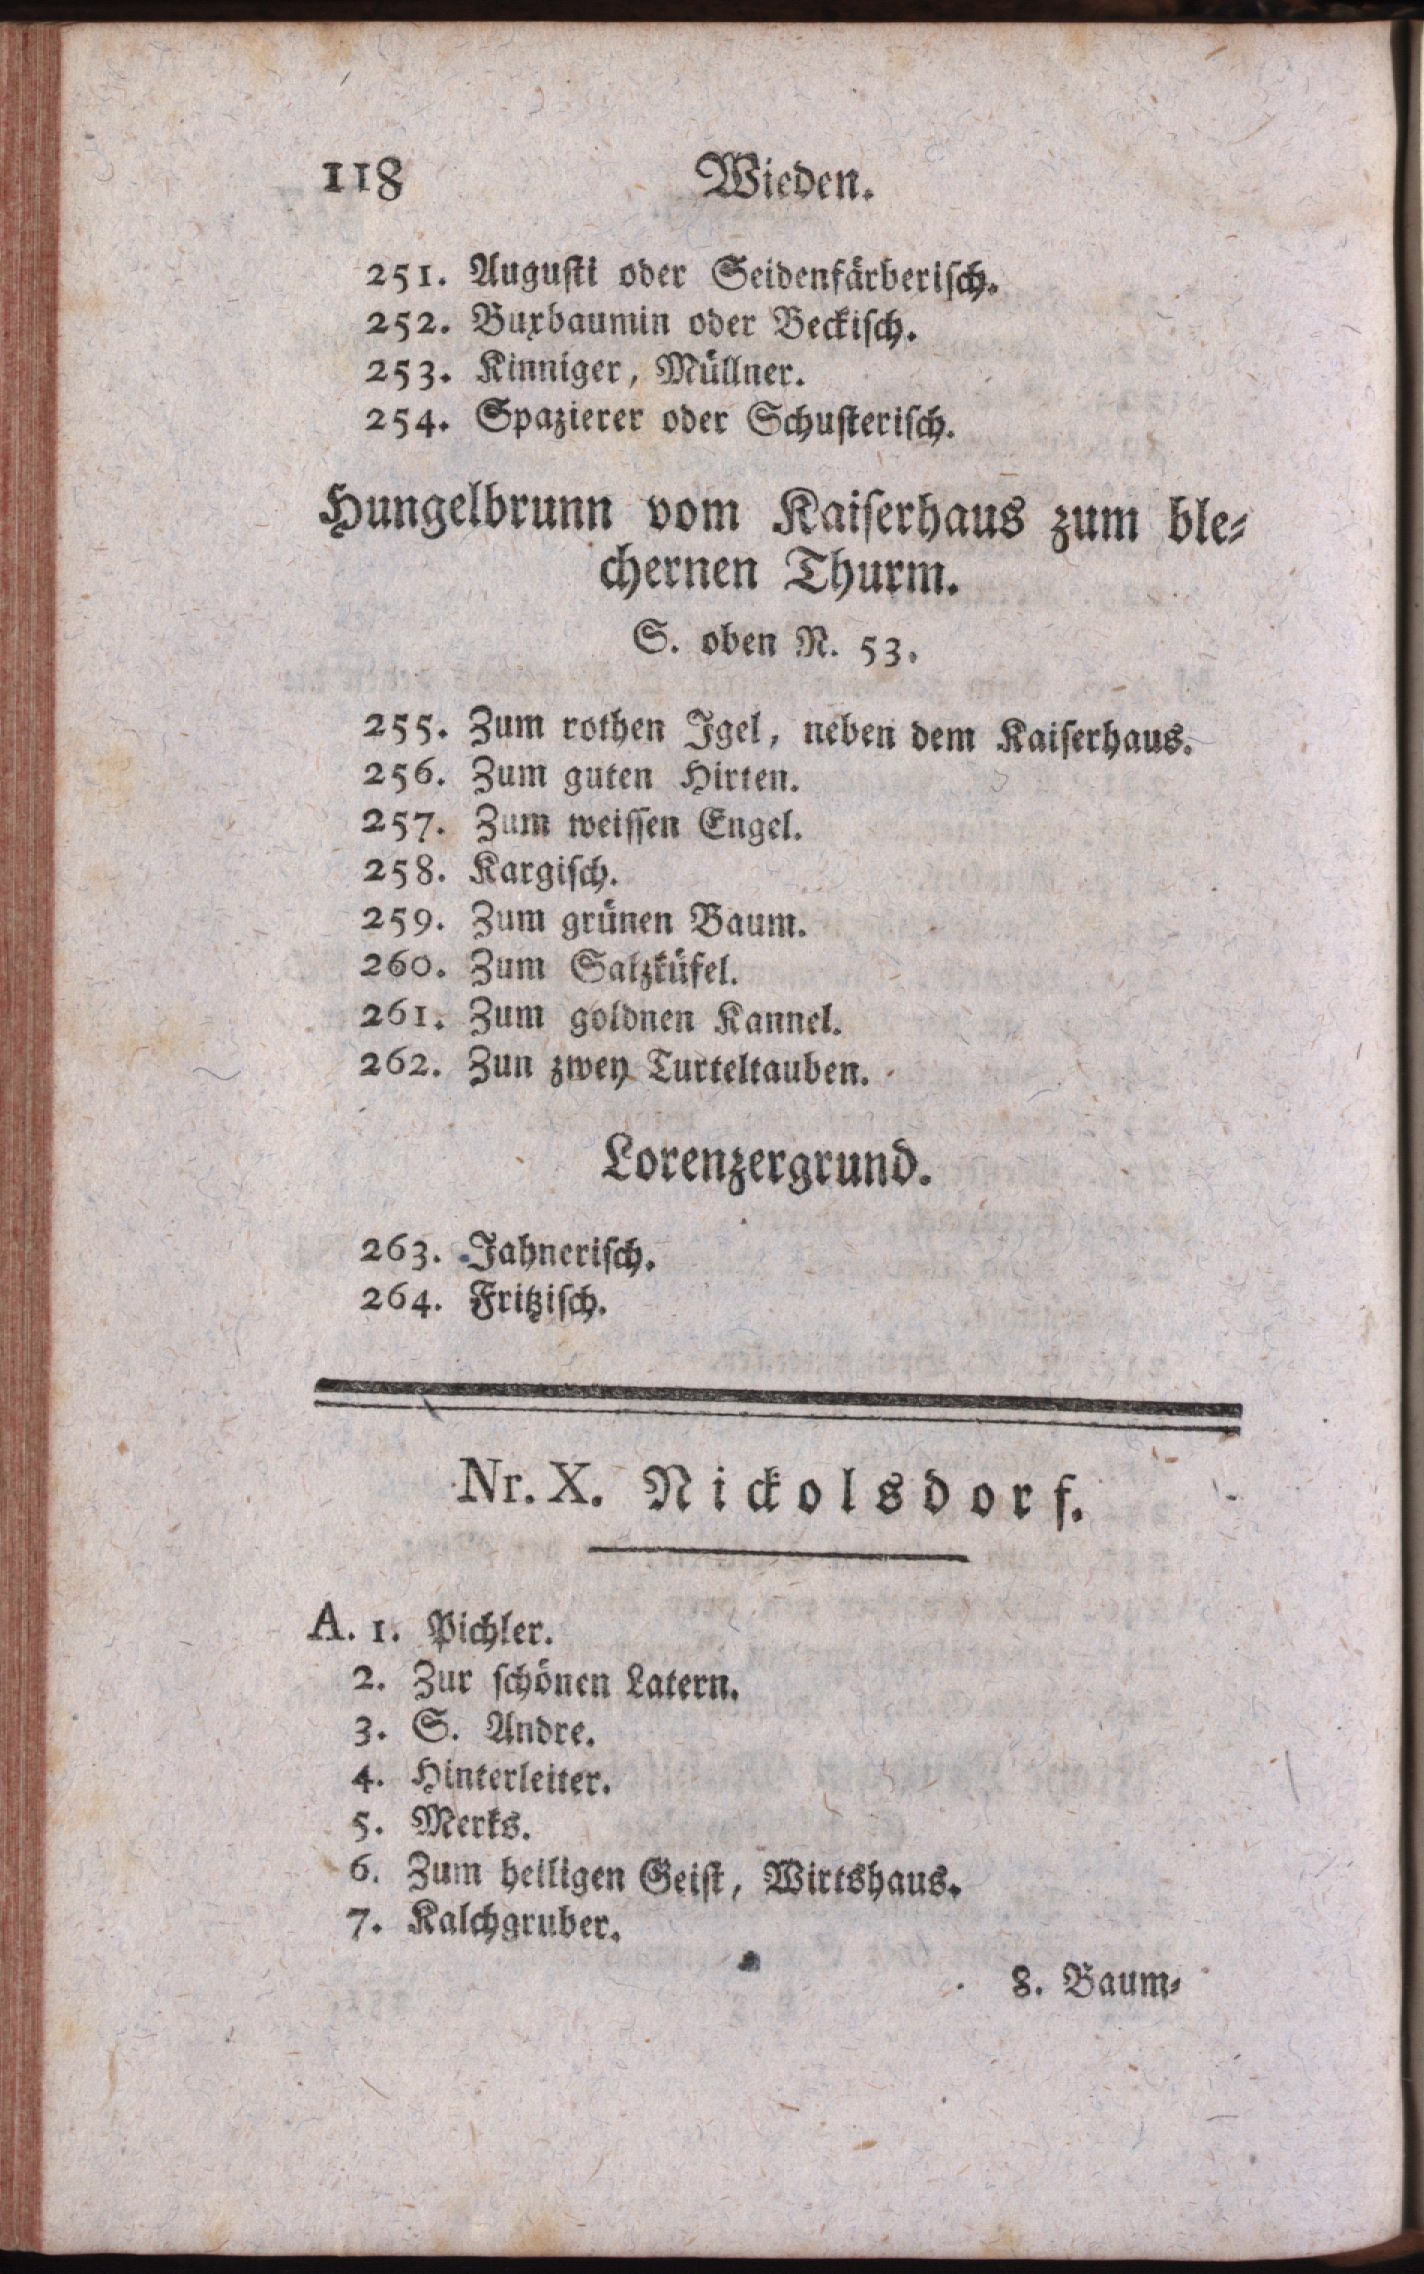 118 Wieden.
251. Auguſti oder Seidenfärberiſch.
252. Buxbaumin oder Beckiſch.
253. Kinniger, Müllner.
254. Spazierer oder Schuſteriſch.
Hungelbrunn vom Kaiſerhaus zum ble⸗
chernen Thurm.
S. oben N. 53.
255. Zum rothen Igel, neben dem Kaiſerhaus.
256. Zum guten Hirten.
257. Zum weiſſen Engel.
258. Kargiſch.
259. Zum grünen Baum.
260. Zum Salzküfel.
261. Zum goldnen Kannel.
262. Zun zwey Turteltauben.
Lorenzergrund.
263. Jahneriſch.
264. Fritziſch.
Nr. X. Nickolsdorf.
A. 1. Pichler.
2. Zur ſchönen Latern.
3. S. Andre.
4. Hinterleiter.
5. Merks.
6. Zum heiligen Geiſt, Wirtshaus.
7. Kalchgruber.
8. Baum⸗